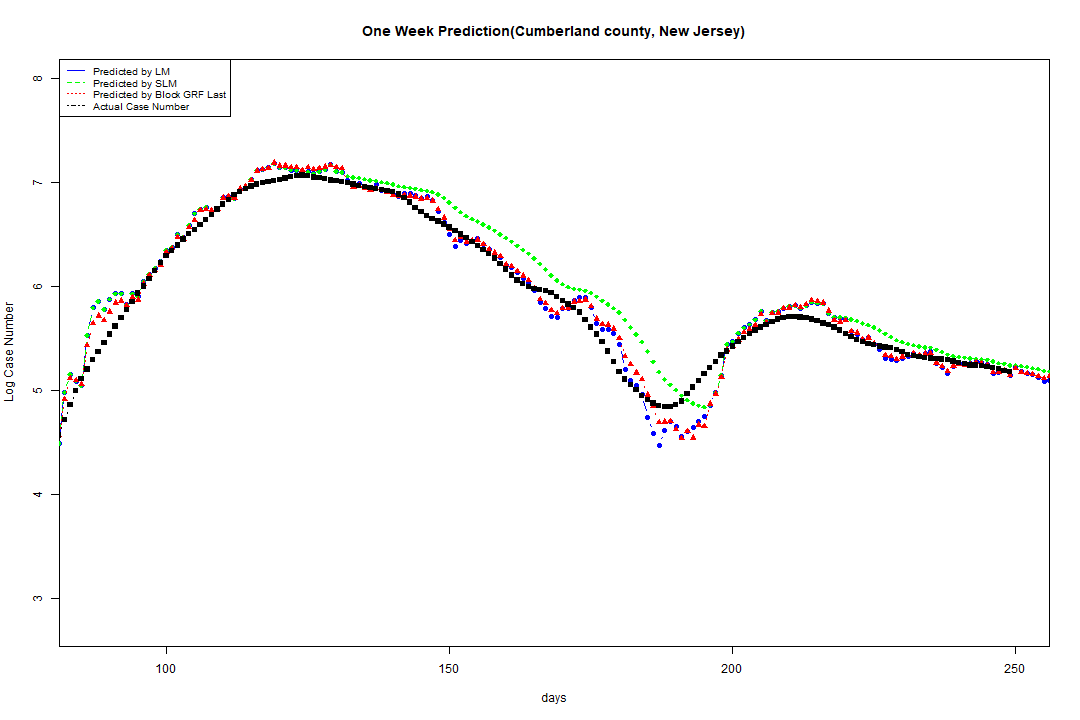 One Week Prediction(Cumberland county, New Jersey)
Predicted by LM
Predicted by SLM
Predicted by Block GRF Last
Actual Case Number
8
7
6
5
4
3
Log Case Number
100 150 200 250
days